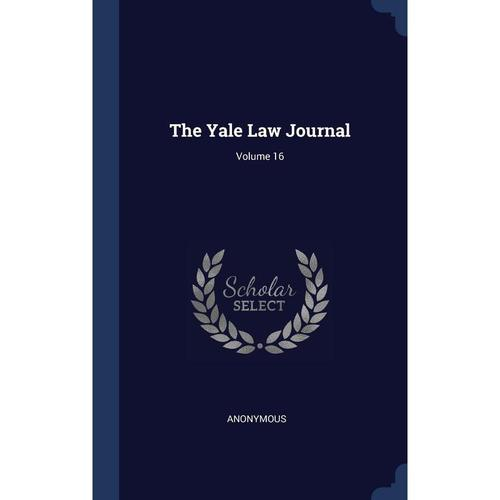 The Yale Law Journal
Volume 16
Scholar
SELECT
ANONYMOUS